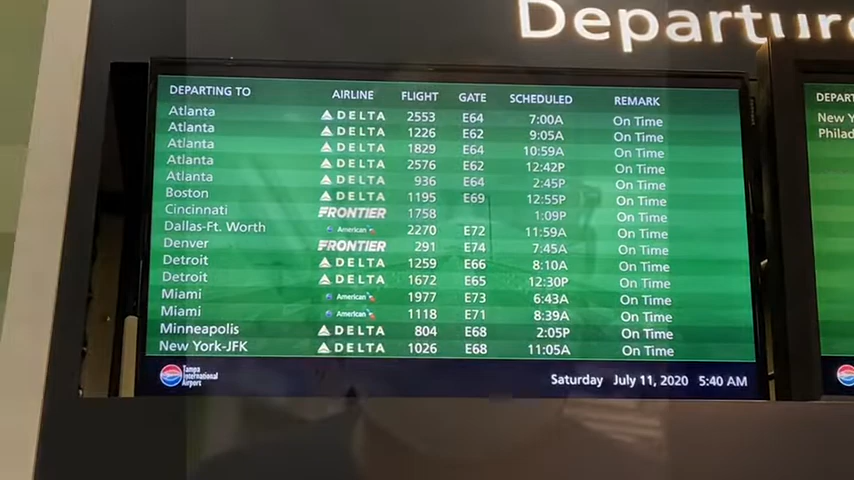 Departure
DEPARTING TO AIRLINE FLIGHT GATE SCHEDULED REMARK
Atlanta DELTA 2553 E64 7:00A On Time
Atlanta DELTA 1226 E62 9:05A On Time
Atlanta DELTA 1829 E64 10:59A On Time
Atlanta DELTA 2576 E62 12:42P On Time
Atlanta DELTA 936 E64 2:45P On Time
Boston DELTA 1195 E69 12:55P On Time
Cincinnati FRONTIER 1758 1:09P On Time
Dallas-Ft. Worth American 2270 E72 11:59A On Time
Denver FRONTIER 291 E74 7:45A On Time
Detroit DELTA 1259 E66 8:10A On Time
Detroit DELTA 1672 E65 12:30P On Time
Miami American 1977 E73 6:43A On Time
Miami American 1118 E71 8:39A On Time
Minneapolis DELTA 804 E68 2:05P On Time
New York-JFK DELTA 1026 E68 11:05A On Time
Tampa
International
Airport
Saturday July 11, 2020 5:40 AM
DEPART
New Y
Philad